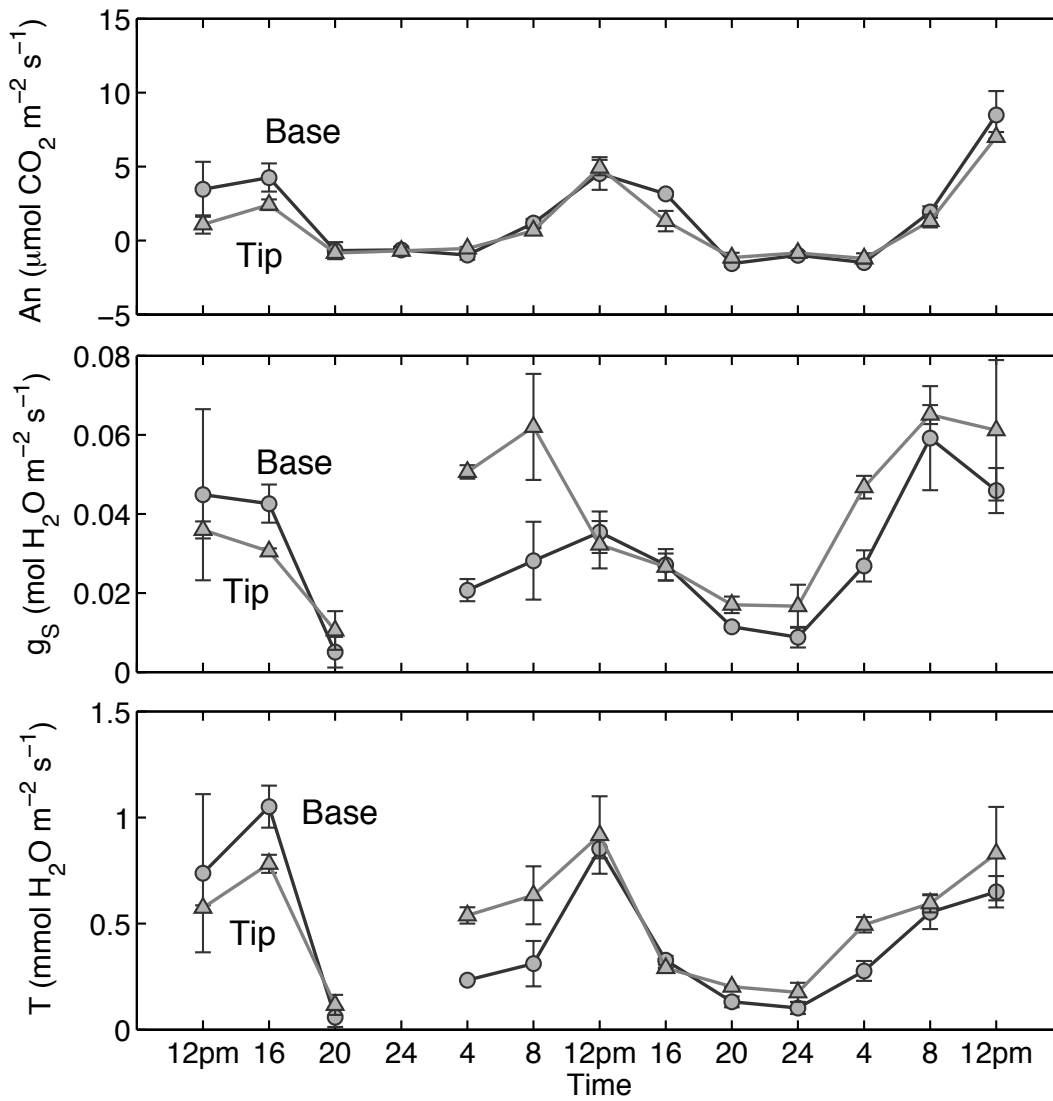 An (μmol CO₂ m⁻² s⁻¹)
15
10
5
0
−5
Base
Tip
gS (mol H₂O m⁻² s⁻¹)
0.08
0.06
0.04
0.02
0
Base
Tip
T (mmol H₂O m⁻² s⁻¹)
1.5
1
0.5
0
Base
Tip
12pm 16 20 24 4 8 12pm 16 20 24 4 8 12pm
Time